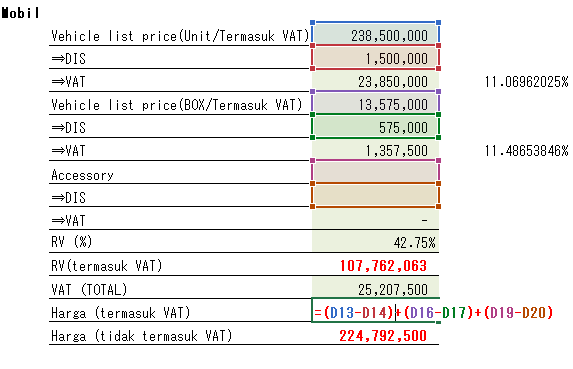 Mobil
Vehicle list price(Unit/Termasuk VAT) 238,500,000
⇒DIS 1,500,000
⇒VAT 23,850,000 11.06962025%
Vehicle list price(BOX/Termasuk VAT) 13,575,000
⇒DIS 575,000
⇒VAT 1,357,500 11.48653846%
Accessory
⇒DIS
⇒VAT -
RV (%) 42.75%
RV(termasuk VAT) 107,762,063
VAT (TOTAL) 25,207,500
Harga (termasuk VAT) =(D13-D14)+(D16-D17)+(D19-D20)
Harga (tidak termasuk VAT) 224,792,500